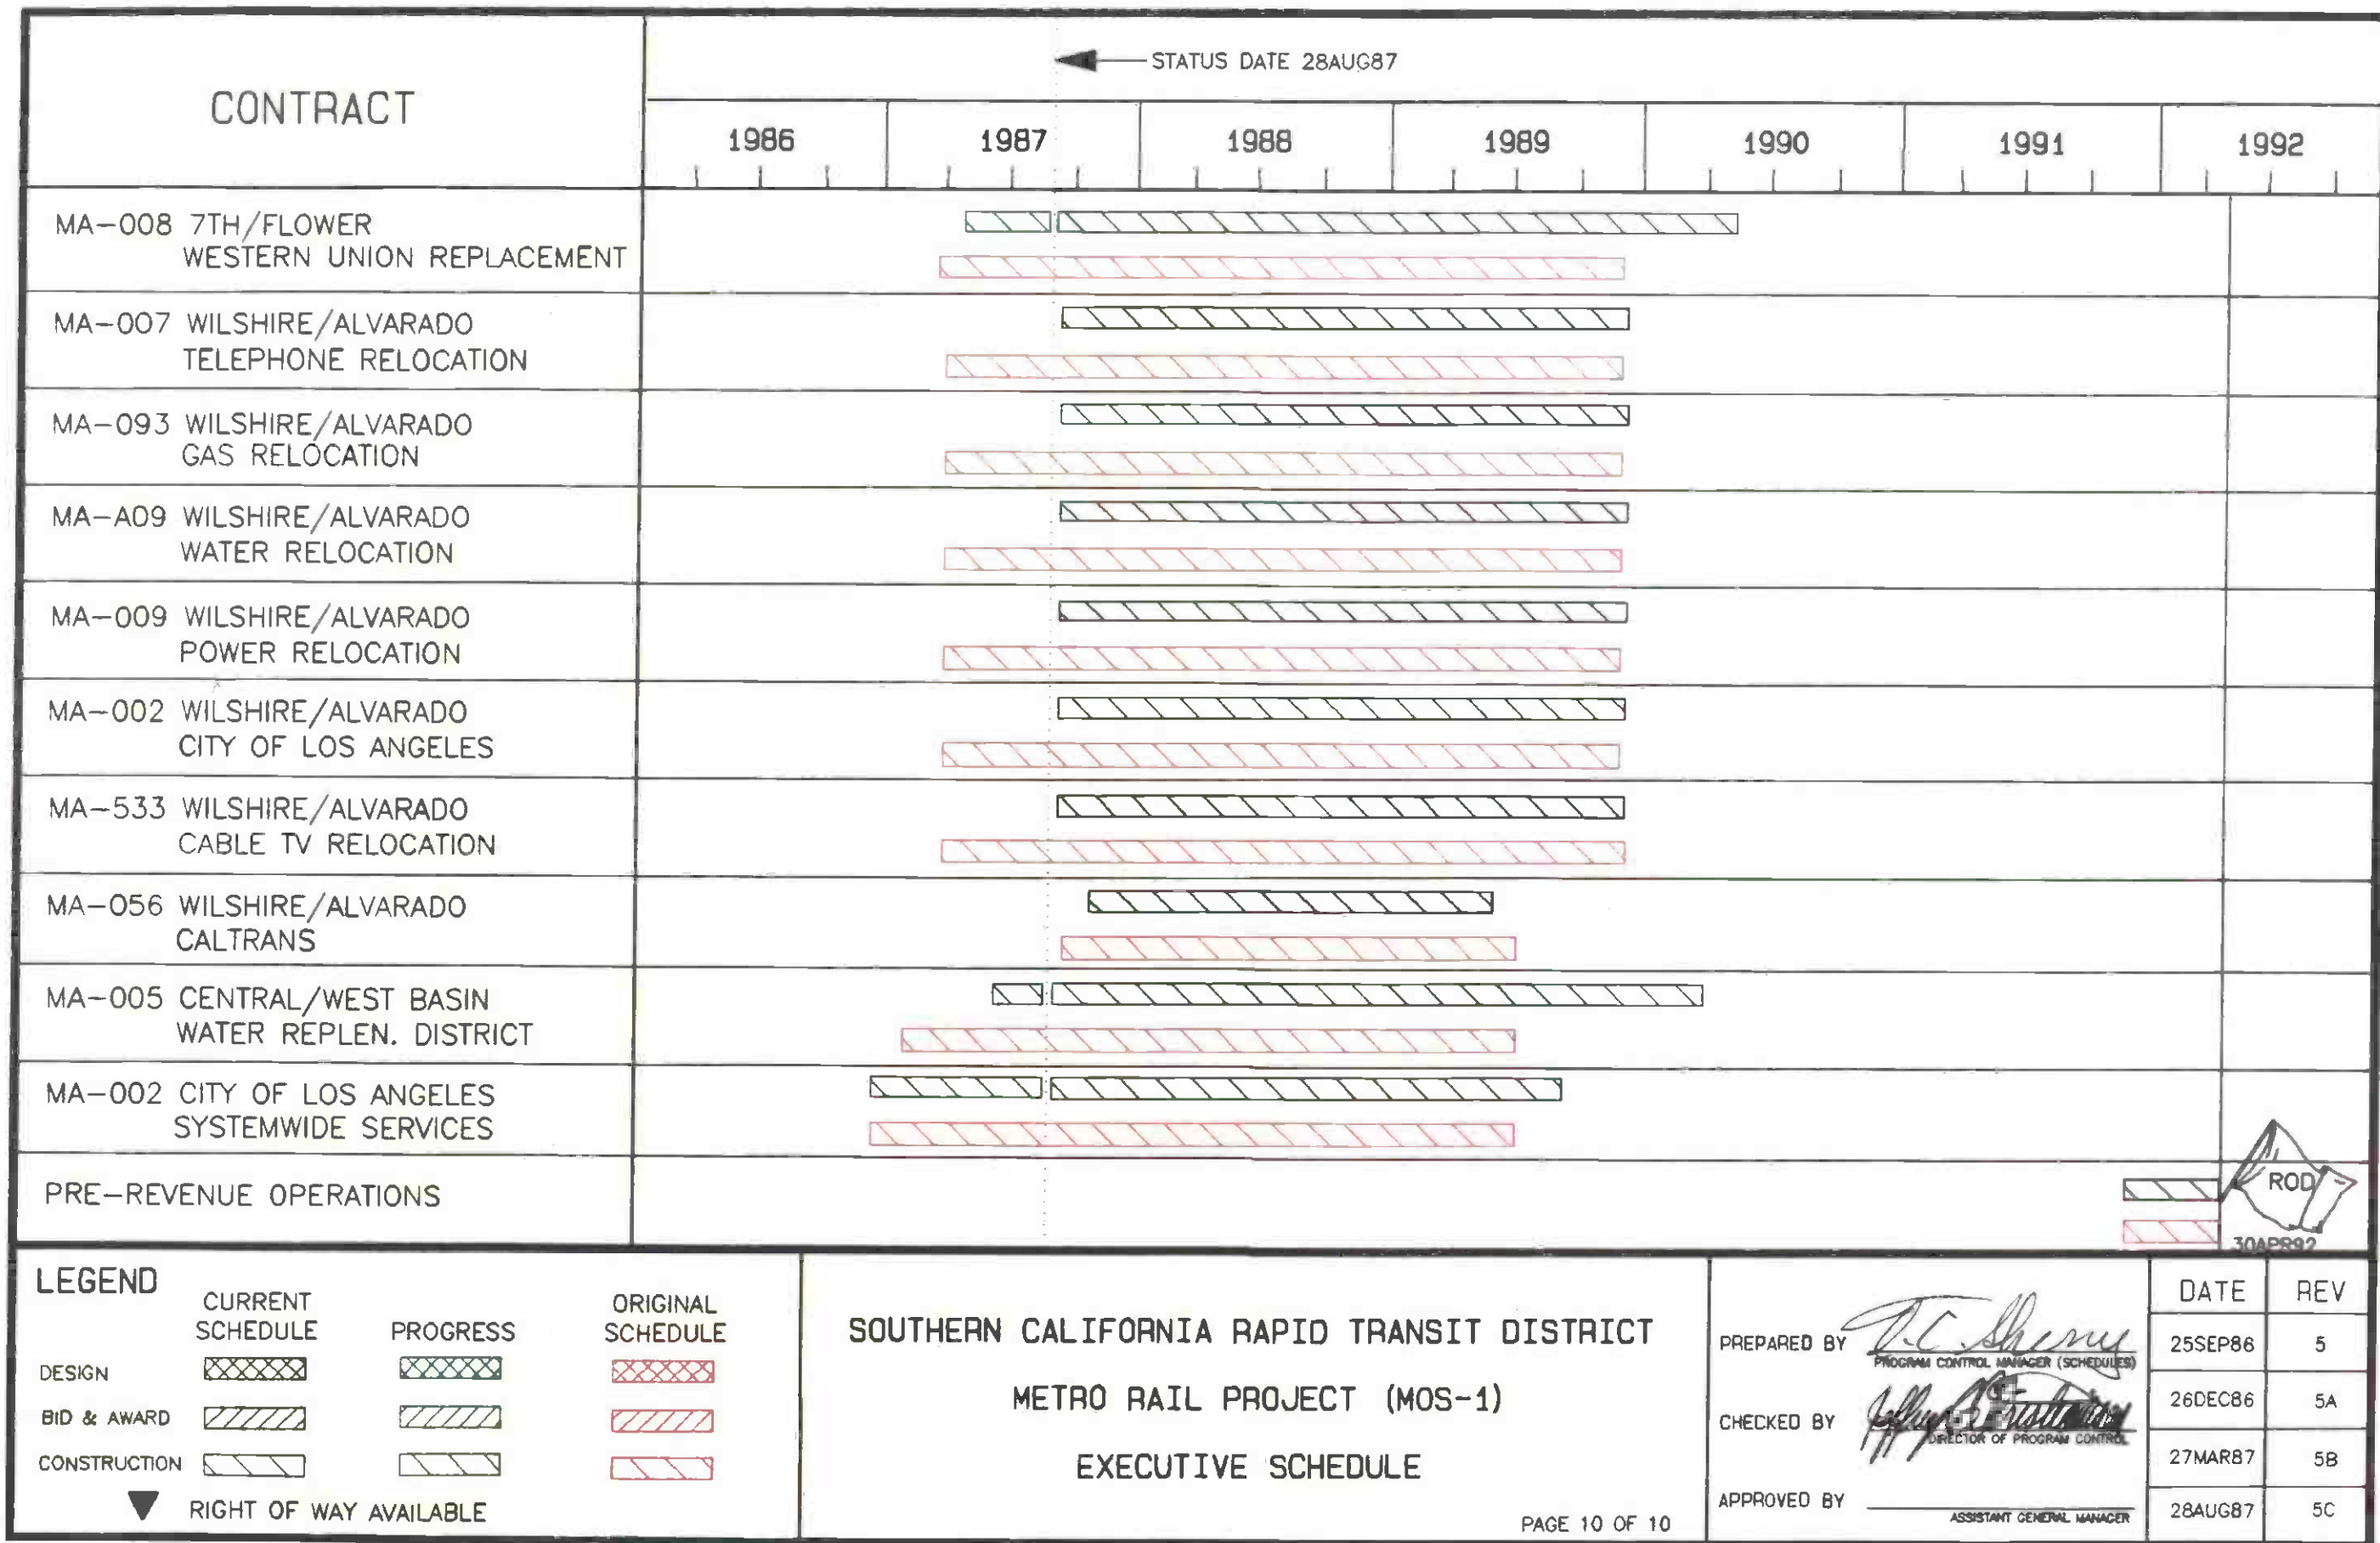 STATUS DATE 28AUG87
CONTRACT
1986 1987 1988 1989 1990 1991 1992
MA-008 7TH/FLOWER
WESTERN UNION REPLACEMENT
MA-007 WILSHIRE/ALVARADO
TELEPHONE RELOCATION
MA-093 WILSHIRE/ALVARADO
GAS RELOCATION
MA-A09 WILSHIRE/ALVARADO
WATER RELOCATION
MA-009 WILSHIRE/ALVARADO
POWER RELOCATION
MA-002 WILSHIRE/ALVARADO
CITY OF LOS ANGELES
MA-533 WILSHIRE/ALVARADO
CABLE TV RELOCATION
MA-056 WILSHIRE/ALVARADO
CALTRANS
MA-005 CENTRAL/WEST BASIN
WATER REPLEN. DISTRICT
MA-002 CITY OF LOS ANGELES
SYSTEMWIDE SERVICES
PRE-REVENUE OPERATIONS
ROD
30APR92
LEGEND
CURRENT SCHEDULE
PROGRESS
ORIGINAL SCHEDULE
DESIGN
BID & AWARD
CONSTRUCTION
RIGHT OF WAY AVAILABLE
SOUTHERN CALIFORNIA RAPID TRANSIT DISTRICT
METRO RAIL PROJECT (MOS-1)
EXECUTIVE SCHEDULE
PAGE 10 OF 10
PREPARED BY
PROGRAM CONTROL MANAGER (SCHEDULES)
CHECKED BY
DIRECTOR OF PROGRAM CONTROL
APPROVED BY
ASSISTANT GENERAL MANAGER
DATE REV
25SEP86 5
26DEC86 5A
27MAR87 5B
28AUG87 5C